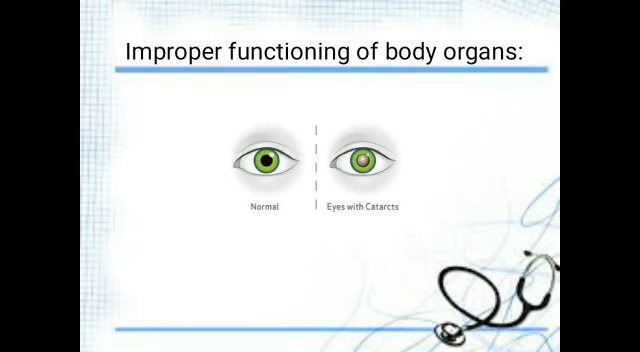 Improper functioning of body organs:
Normal
Eyes with Catarcts